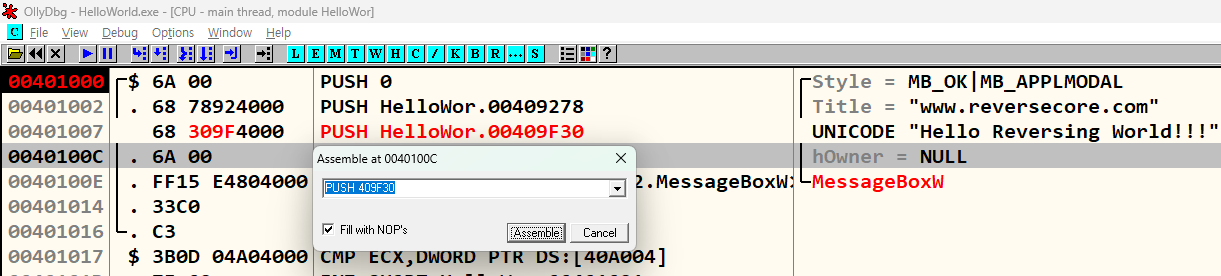 OllyDbg - HelloWorld.exe - [CPU - main thread, module HelloWor]
C File View Debug Options Window Help
L E M T W H C / K B R ... S ?
00401000 $ 6A 00 PUSH 0 Style = MB_OK|MB_APPLMODAL
00401002 . 68 78924000 PUSH HelloWor.00409278 Title = "www.reversecore.com"
00401007 68 309F4000 PUSH HelloWor.00409F30 UNICODE "Hello Reversing World!!!"
0040100C . 6A 00 hOwner = NULL
Assemble at 0040100C
0040100E . FF15 E4804000 2.MessageBoxW> MessageBoxW
PUSH 409F30
00401014 . 33C0
00401016 . C3
Fill with NOP's Assemble Cancel
00401017 $ 3B0D 04A04000 CMP ECX,DWORD PTR DS:[40A004]